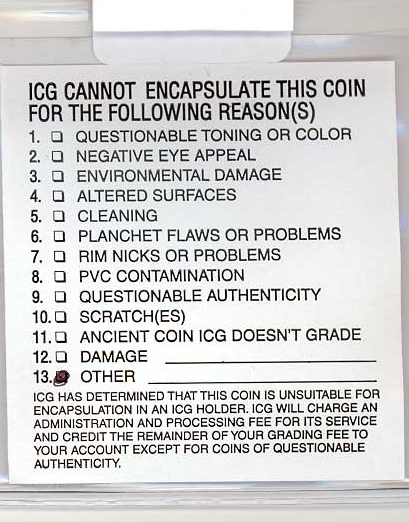 ICG CANNOT ENCAPSULATE THIS COIN
FOR THE FOLLOWING REASON(S)
1. ❏ QUESTIONABLE TONING OR COLOR
2. ❏ NEGATIVE EYE APPEAL
3. ❏ ENVIRONMENTAL DAMAGE
4. ❏ ALTERED SURFACES
5. ❏ CLEANING
6. ❏ PLANCHET FLAWS OR PROBLEMS
7. ❏ RIM NICKS OR PROBLEMS
8. ❏ PVC CONTAMINATION
9. ❏ QUESTIONABLE AUTHENTICITY
10. ❏ SCRATCH(ES)
11. ❏ ANCIENT COIN ICG DOESN'T GRADE
12. ❏ DAMAGE
13. OTHER
ICG HAS DETERMINED THAT THIS COIN IS UNSUITABLE FOR
ENCAPSULATION IN AN ICG HOLDER. ICG WILL CHARGE AN
ADMINISTRATION AND PROCESSING FEE FOR ITS SERVICE
AND CREDIT THE REMAINDER OF YOUR GRADING FEE TO
YOUR ACCOUNT EXCEPT FOR COINS OF QUESTIONABLE
AUTHENTICITY.